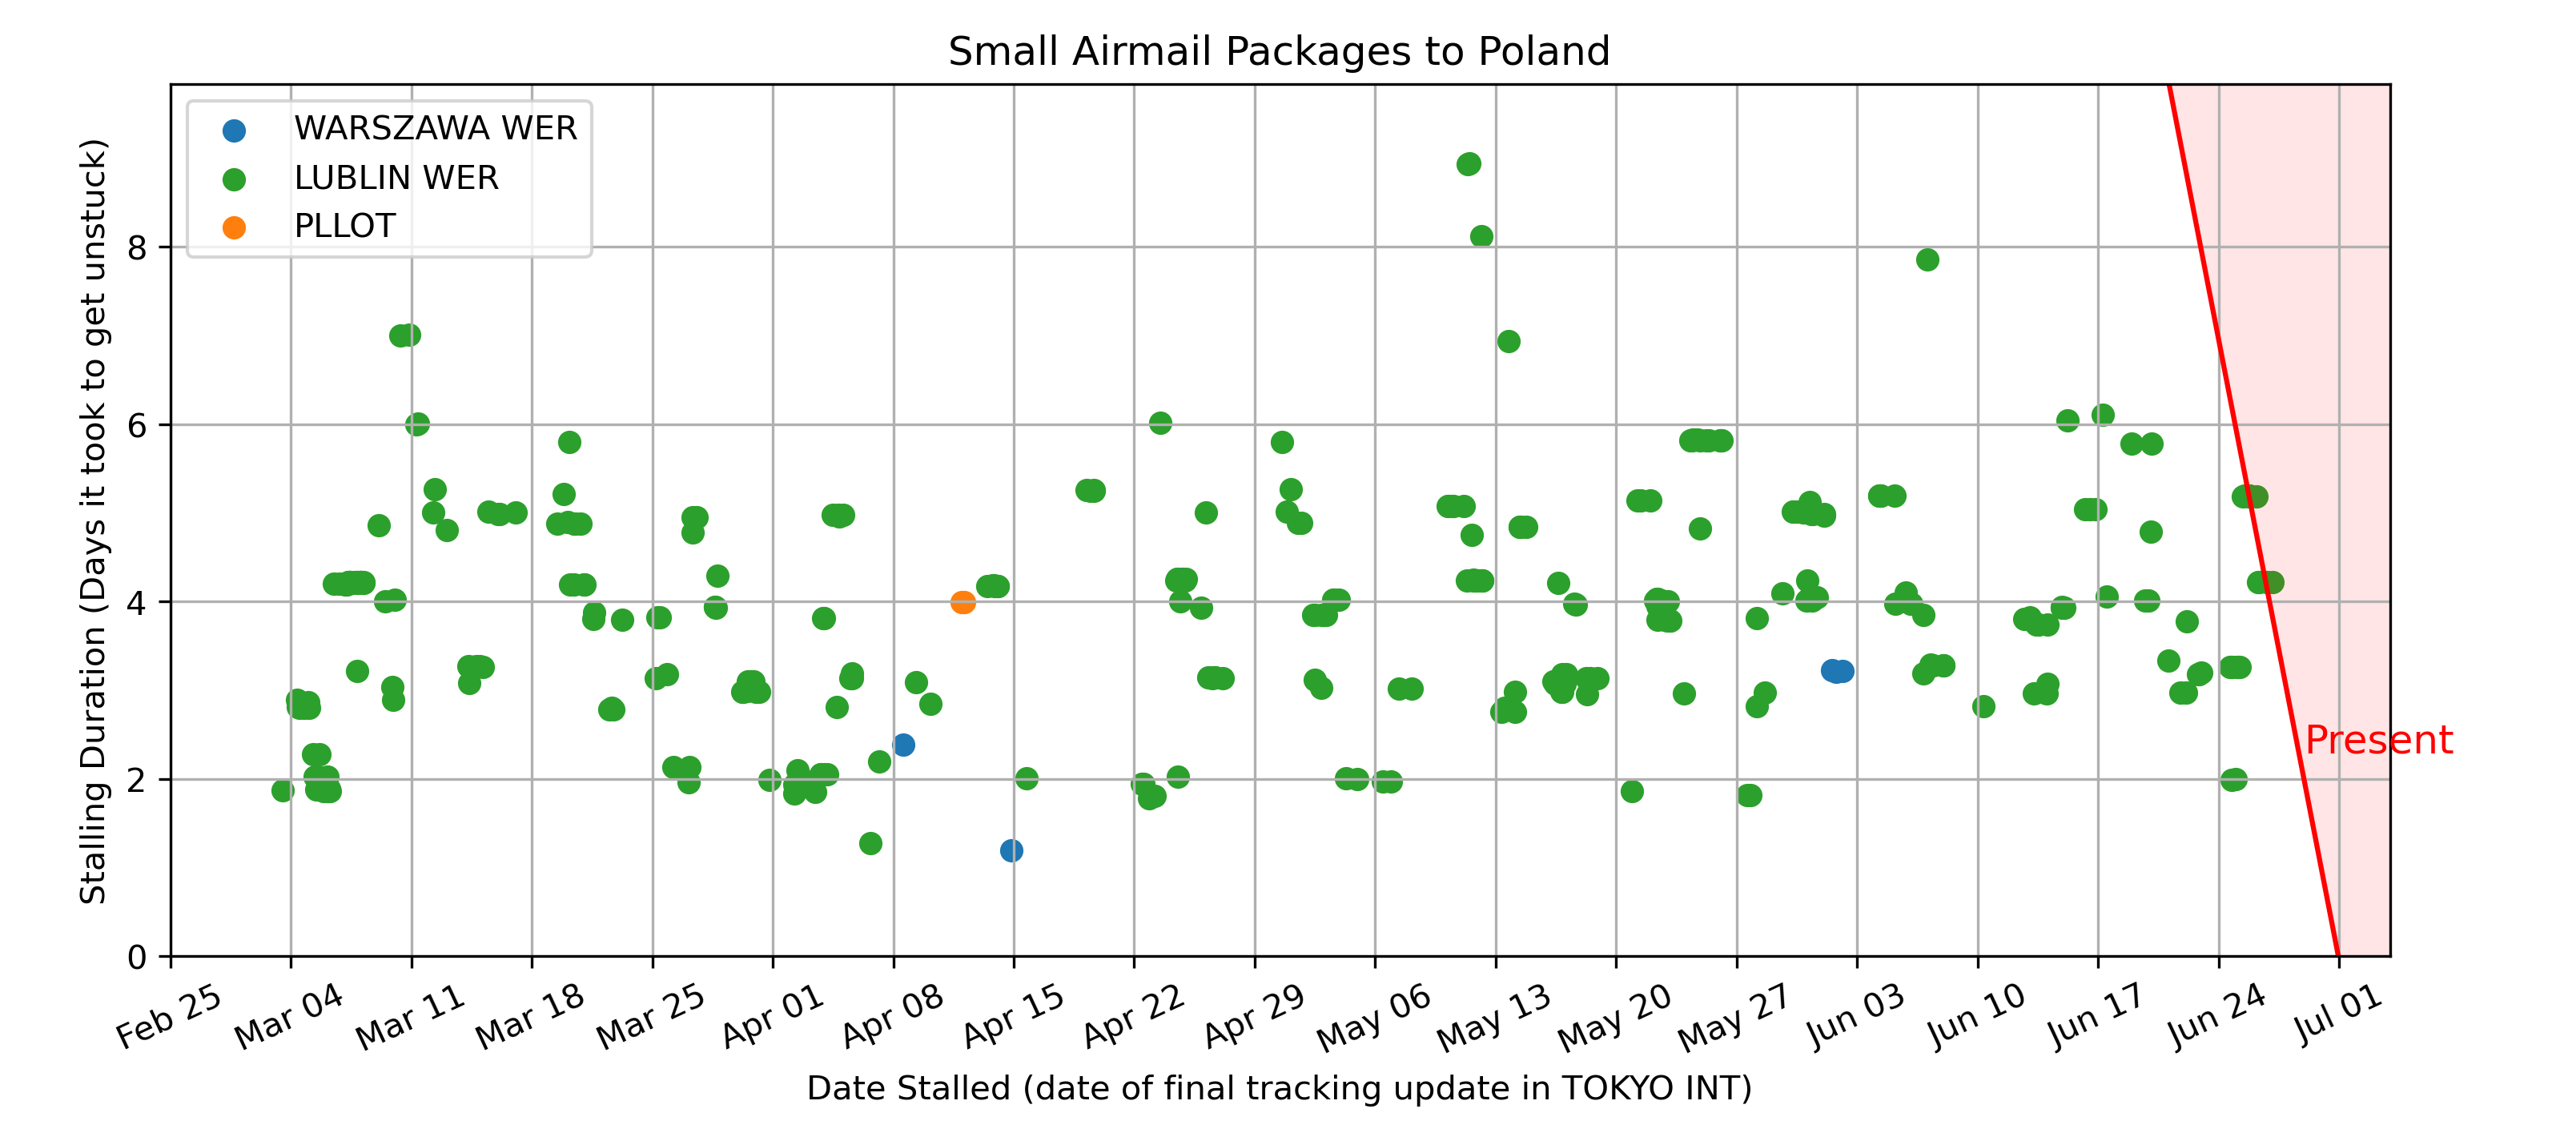 Small Airmail Packages to Poland
WARSZAWA WER
LUBLIN WER
PLLOT
Stalling Duration (Days it took to get unstuck)
8
6
4
2
0
Present
Feb 25
Mar 04
Mar 11
Mar 18
Mar 25
Apr 01
Apr 08
Apr 15
Apr 22
Apr 29
May 06
May 13
May 20
May 27
Jun 03
Jun 10
Jun 17
Jun 24
Jul 01
Date Stalled (date of final tracking update in TOKYO INT)